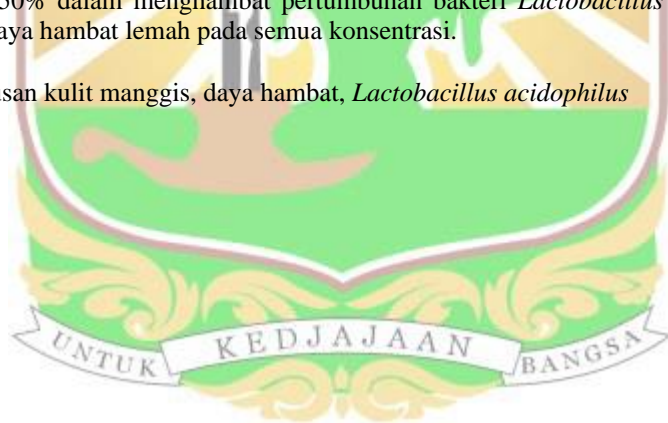 50% dalam menghambat pertumbuhan bakteri Lactobacillus
aya hambat lemah pada semua konsentrasi.
usan kulit manggis, daya hambat, Lactobacillus acidophilus
UNTUK KEDJAJAAN BANGSA